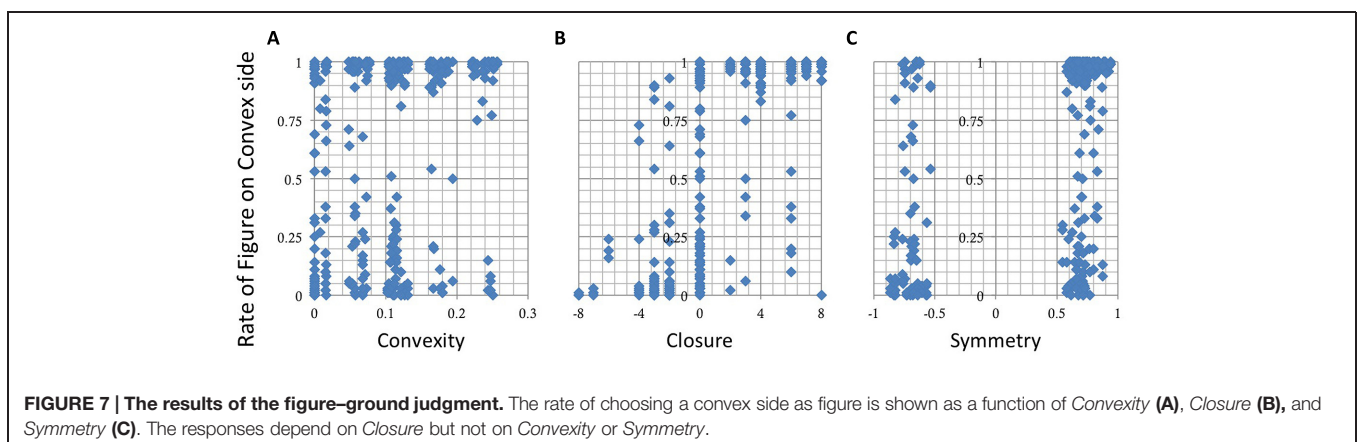 A
B
C
Rate of Figure on Convex side
1
0.75
0.5
0.25
0
0 0.1 0.2 0.3
Convexity
1
0.75
0.5
0.25
0
-8 -4 0 4 8
Closure
1
0.75
0.5
0.25
0
-1 -0.5 0 0.5 1
Symmetry
FIGURE 7 | The results of the figure–ground judgment. The rate of choosing a convex side as figure is shown as a function of Convexity (A), Closure (B), and
Symmetry (C). The responses depend on Closure but not on Convexity or Symmetry.